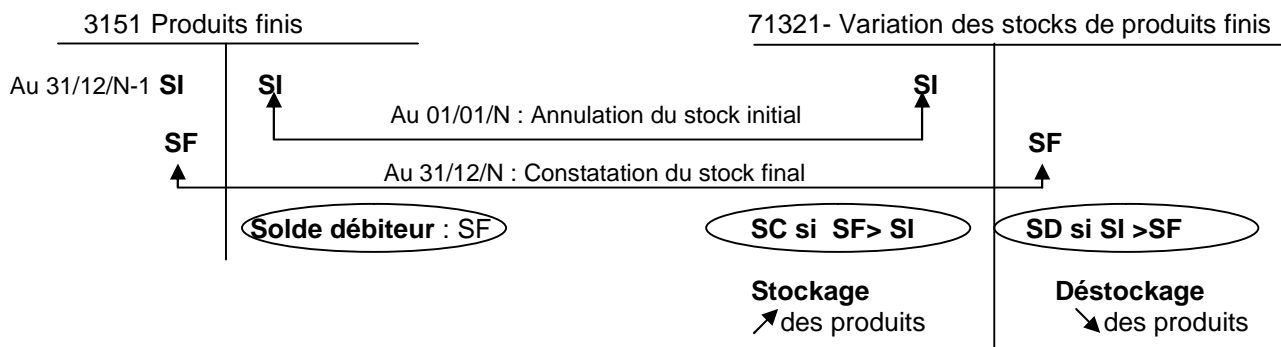 3151 Produits finis
71321- Variation des stocks de produits finis
Au 31/12/N-1 SI
SI
SI
Au 01/01/N : Annulation du stock initial
SF
SF
Au 31/12/N : Constatation du stock final
Solde débiteur : SF
SC si SF> SI
SD si SI >SF
Stockage
Déstockage
des produits
des produits